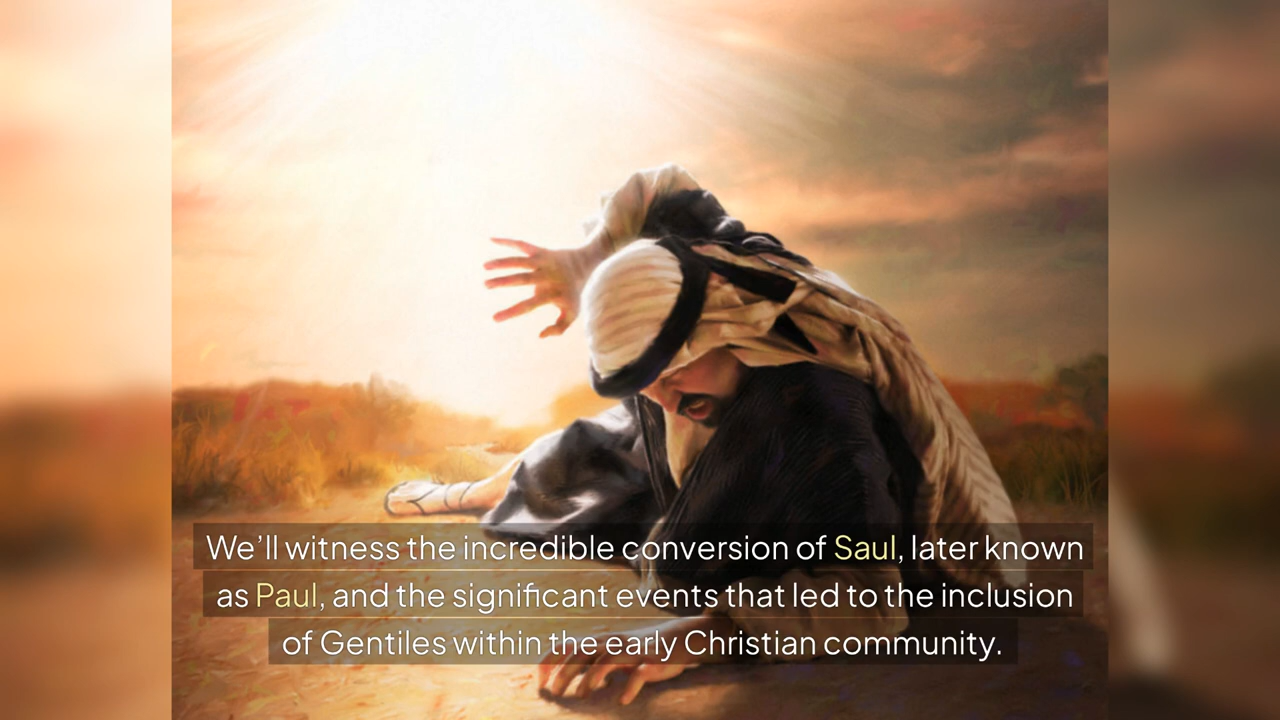 We’ll witness the incredible conversion of Saul, later known
as Paul, and the significant events that led to the inclusion
of Gentiles within the early Christian community.